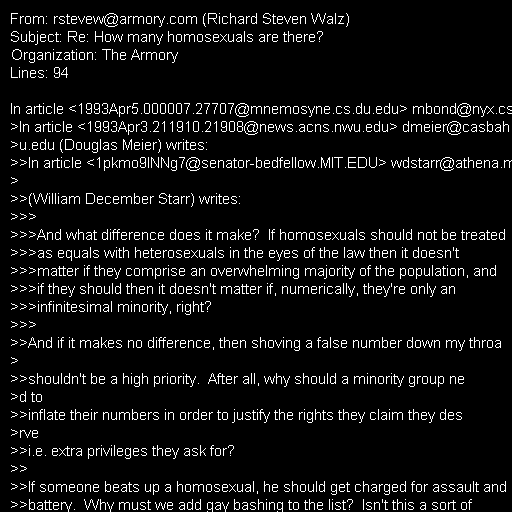 From: rstevew@armory.com (Richard Steven Walz)
Subject: Re: How many homosexuals are there?
Organization: The Armory
Lines: 94

In article <1993Apr5.000007.27707@mnemosyne.cs.du.edu> mbond@nyx.cs
>In article <1993Apr3.211910.21908@news.acns.nwu.edu> dmeier@casbah
>u.edu (Douglas Meier) writes:
>>In article <1pkmo9INNg7@senator-bedfellow.MIT.EDU> wdstarr@athena.m
>
>>(William December Starr) writes:
>>>
>>>And what difference does it make?  If homosexuals should not be treated
>>>as equals with heterosexuals in the eyes of the law then it doesn't
>>>matter if they comprise an overwhelming majority of the population, and
>>>if they should then it doesn't matter if, numerically, they're only an
>>>infinitesimal minority, right?
>>>
>>And if it makes no difference, then shoving a false number down my throa
>
>>shouldn't be a high priority.  After all, why should a minority group ne
>d to
>>inflate their numbers in order to justify the rights they claim they des
>rve
>>i.e. extra privileges they ask for?
>>
>>If someone beats up a homosexual, he should get charged for assault and
>>battery.  Why must we add gay bashing to the list?  Isn't this a sort of